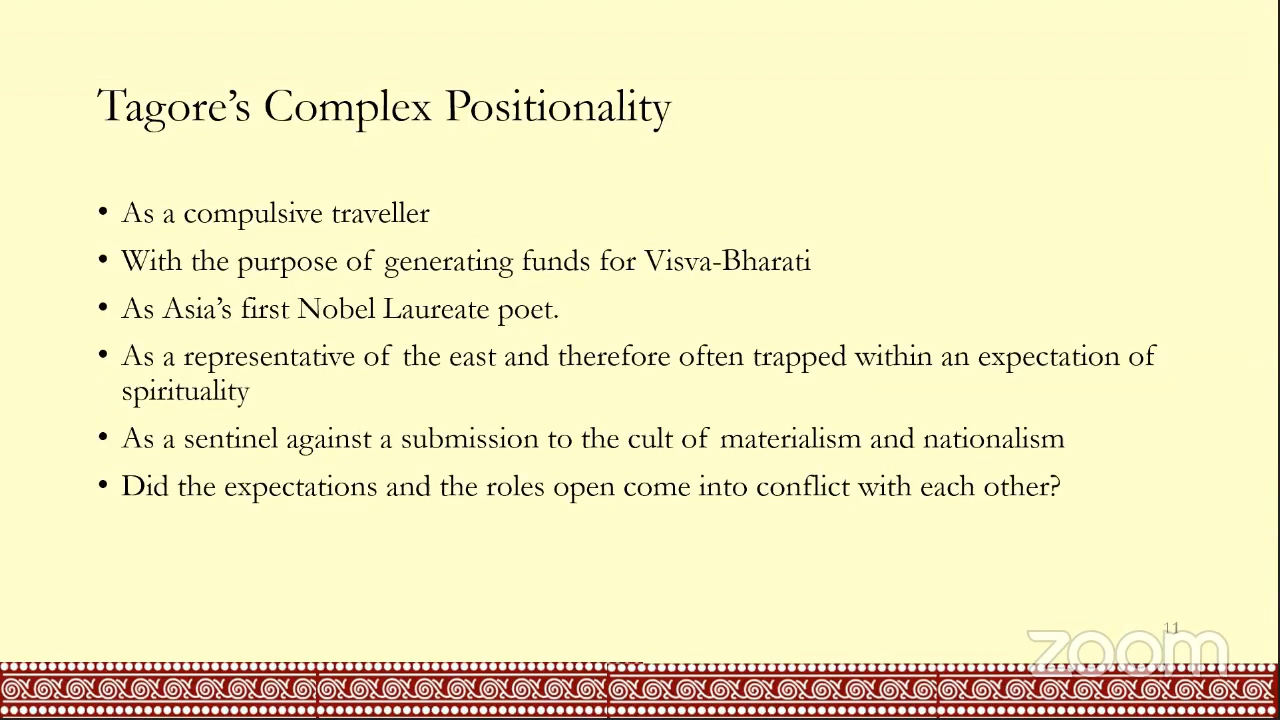 Tagore’s Complex Positionality
• As a compulsive traveller
• With the purpose of generating funds for Visva-Bharati
• As Asia’s first Nobel Laureate poet.
• As a representative of the east and therefore often trapped within an expectation of
spirituality
• As a sentinel against a submission to the cult of materialism and nationalism
• Did the expectations and the roles open come into conflict with each other?
11
zoom